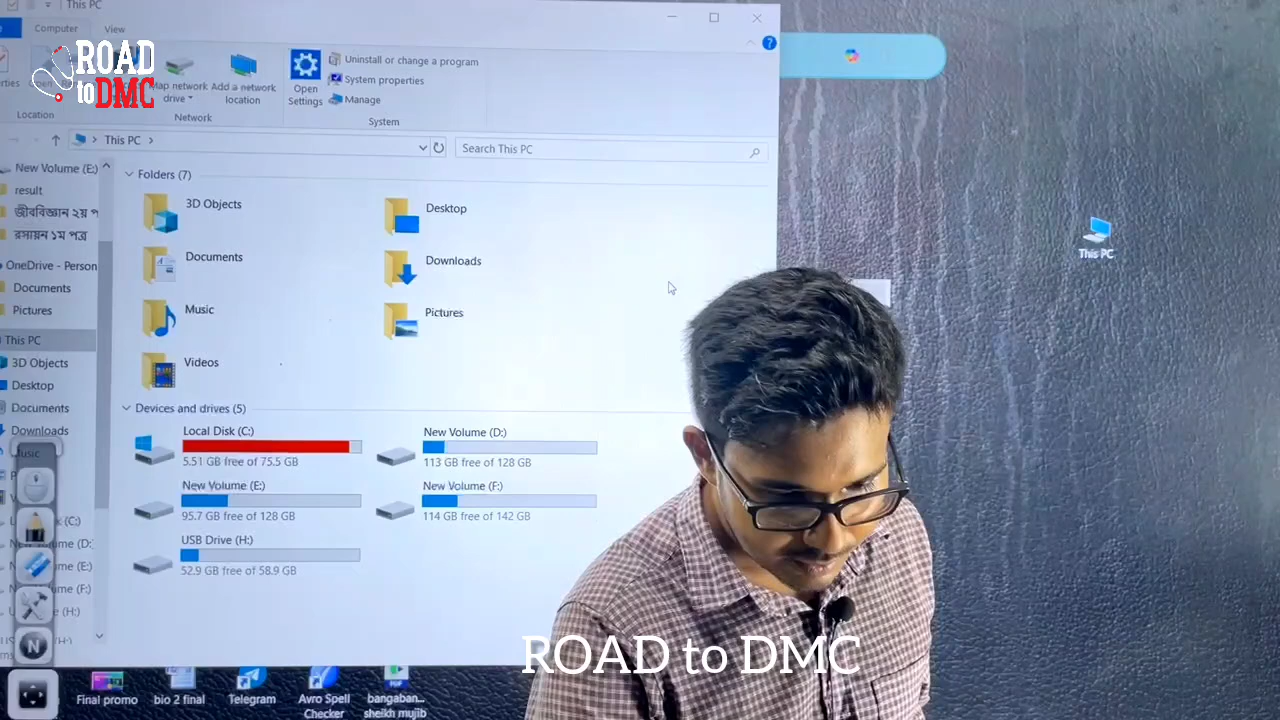 This PC
Computer
View
ROAD
to DMC
Map network
drive
Add a network
location
Open
Settings
Uninstall or change a program
System properties
Manage
Location
Network
System
This PC
Search This PC
New Volume (E:)
result
জীববিজ্ঞান ২য় প
রসায়ন ১ম পত্র
OneDrive - Person
Documents
Pictures
This PC
3D Objects
Desktop
Documents
Downloads
Folders (7)
3D Objects
Desktop
Documents
Downloads
Music
Pictures
Videos
Devices and drives (5)
Local Disk (C:)
5.51 GB free of 75.5 GB
New Volume (D:)
113 GB free of 128 GB
New Volume (E:)
95.7 GB free of 128 GB
New Volume (F:)
114 GB free of 142 GB
USB Drive (H:)
52.9 GB free of 58.9 GB
This PC
N
ROAD to DMC
Final promo
bio 2 final
Telegram
Avro Spell
Checker
bangaban...
sheikh mujib